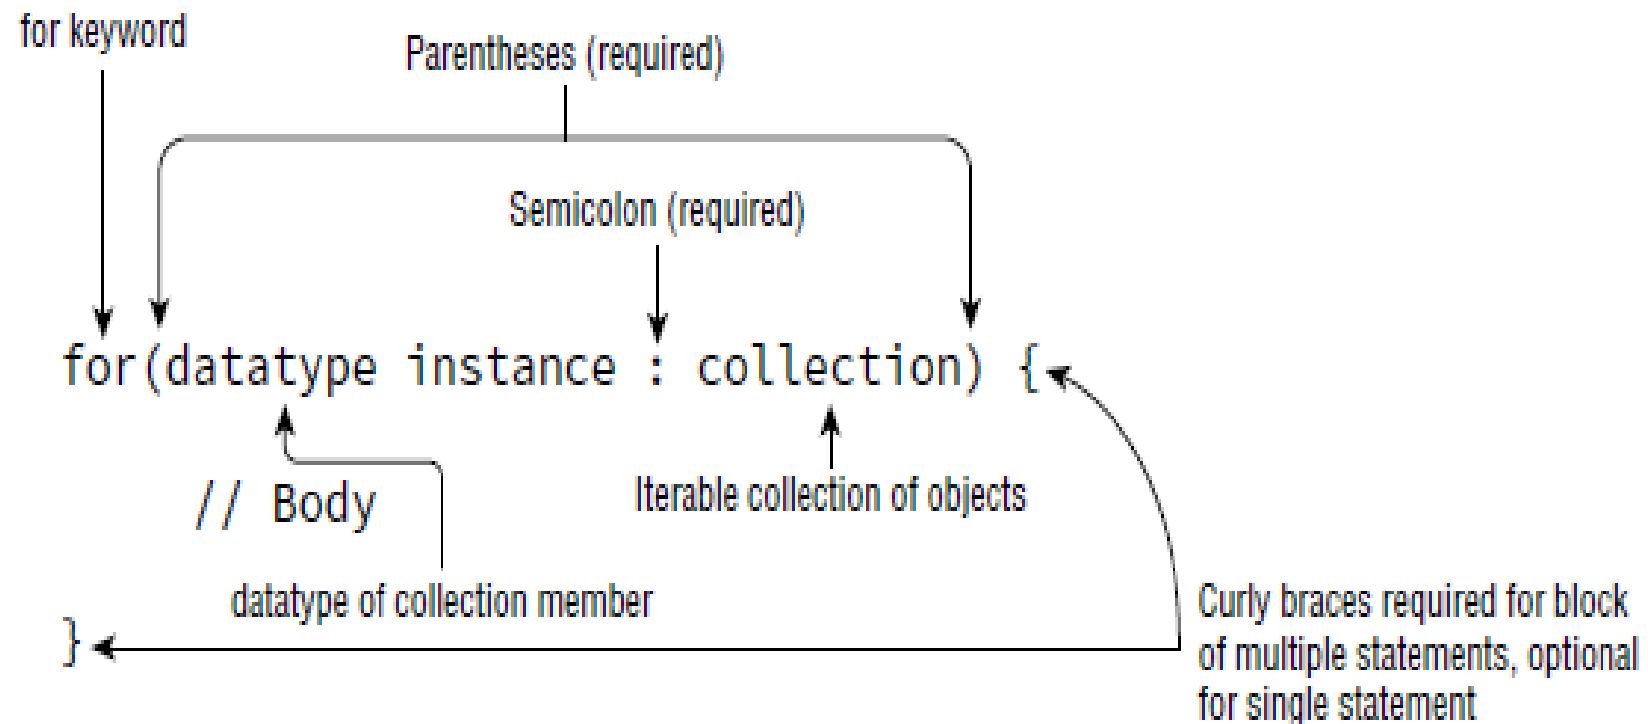 for keyword
Parentheses (required)
Semicolon (required)
for(datatype instance : collection) {
// Body
Iterable collection of objects
datatype of collection member
}
Curly braces required for block
of multiple statements, optional
for single statement